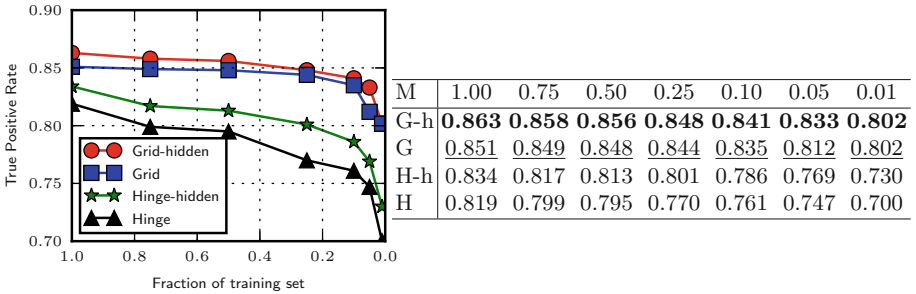 True Positive Rate
0.90
0.85
0.80
0.75
0.70
1.0 0.8 0.6 0.4 0.2 0.0
Fraction of training set
Grid-hidden
Grid
Hinge-hidden
Hinge
M 1.00 0.75 0.50 0.25 0.10 0.05 0.01
G-h 0.863 0.858 0.856 0.848 0.841 0.833 0.802
G 0.851 0.849 0.848 0.844 0.835 0.812 0.802
H-h 0.834 0.817 0.813 0.801 0.786 0.769 0.730
H 0.819 0.799 0.795 0.770 0.761 0.747 0.700